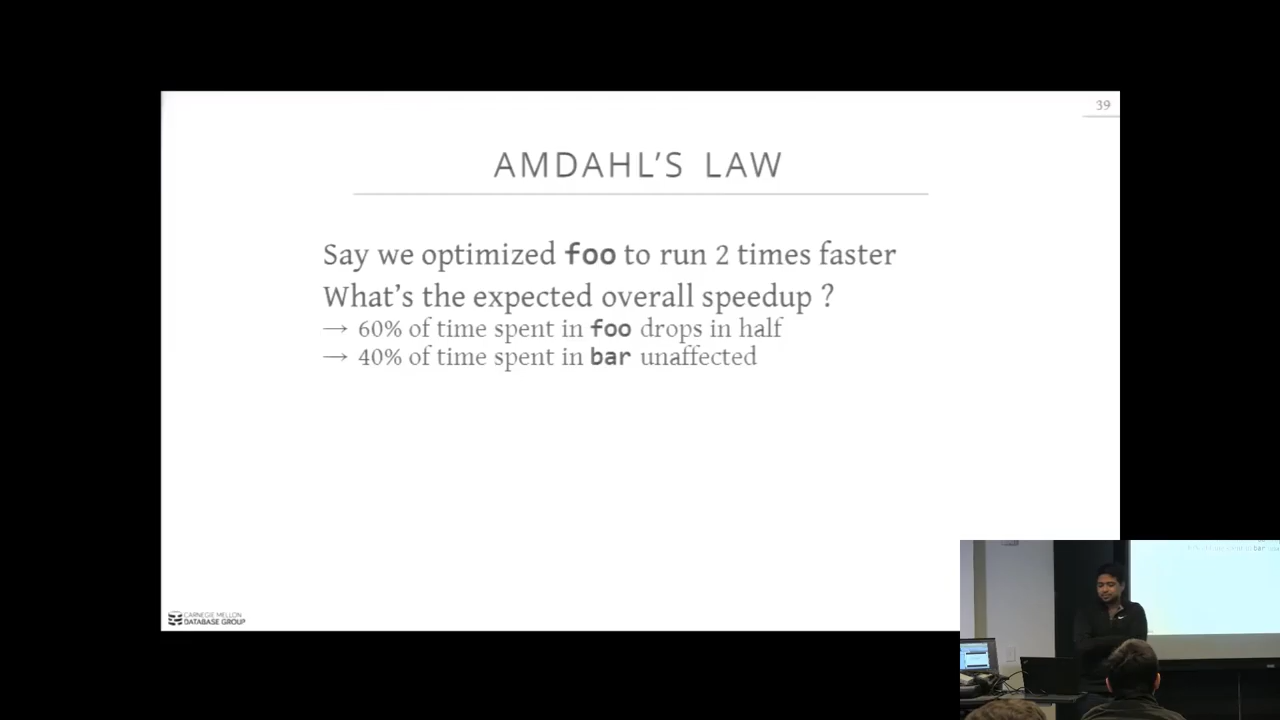 39
AMDAHL'S LAW
Say we optimized foo to run 2 times faster
What's the expected overall speedup ?
→ 60% of time spent in foo drops in half
→ 40% of time spent in bar unaffected
CARNEGIE MELLON
DATABASE GROUP